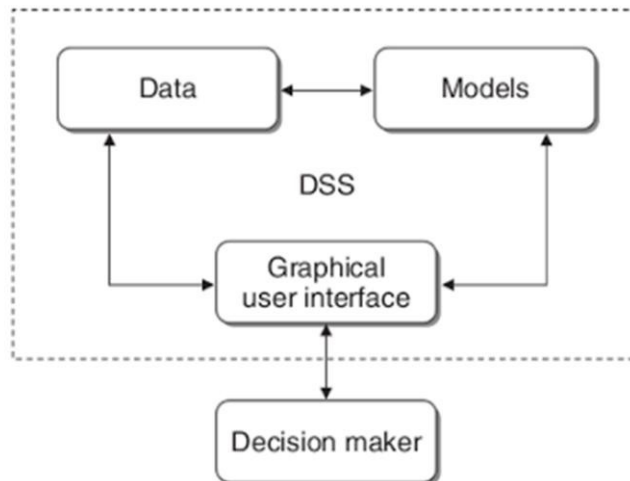 Data
Models
DSS
Graphical
user interface
Decision maker